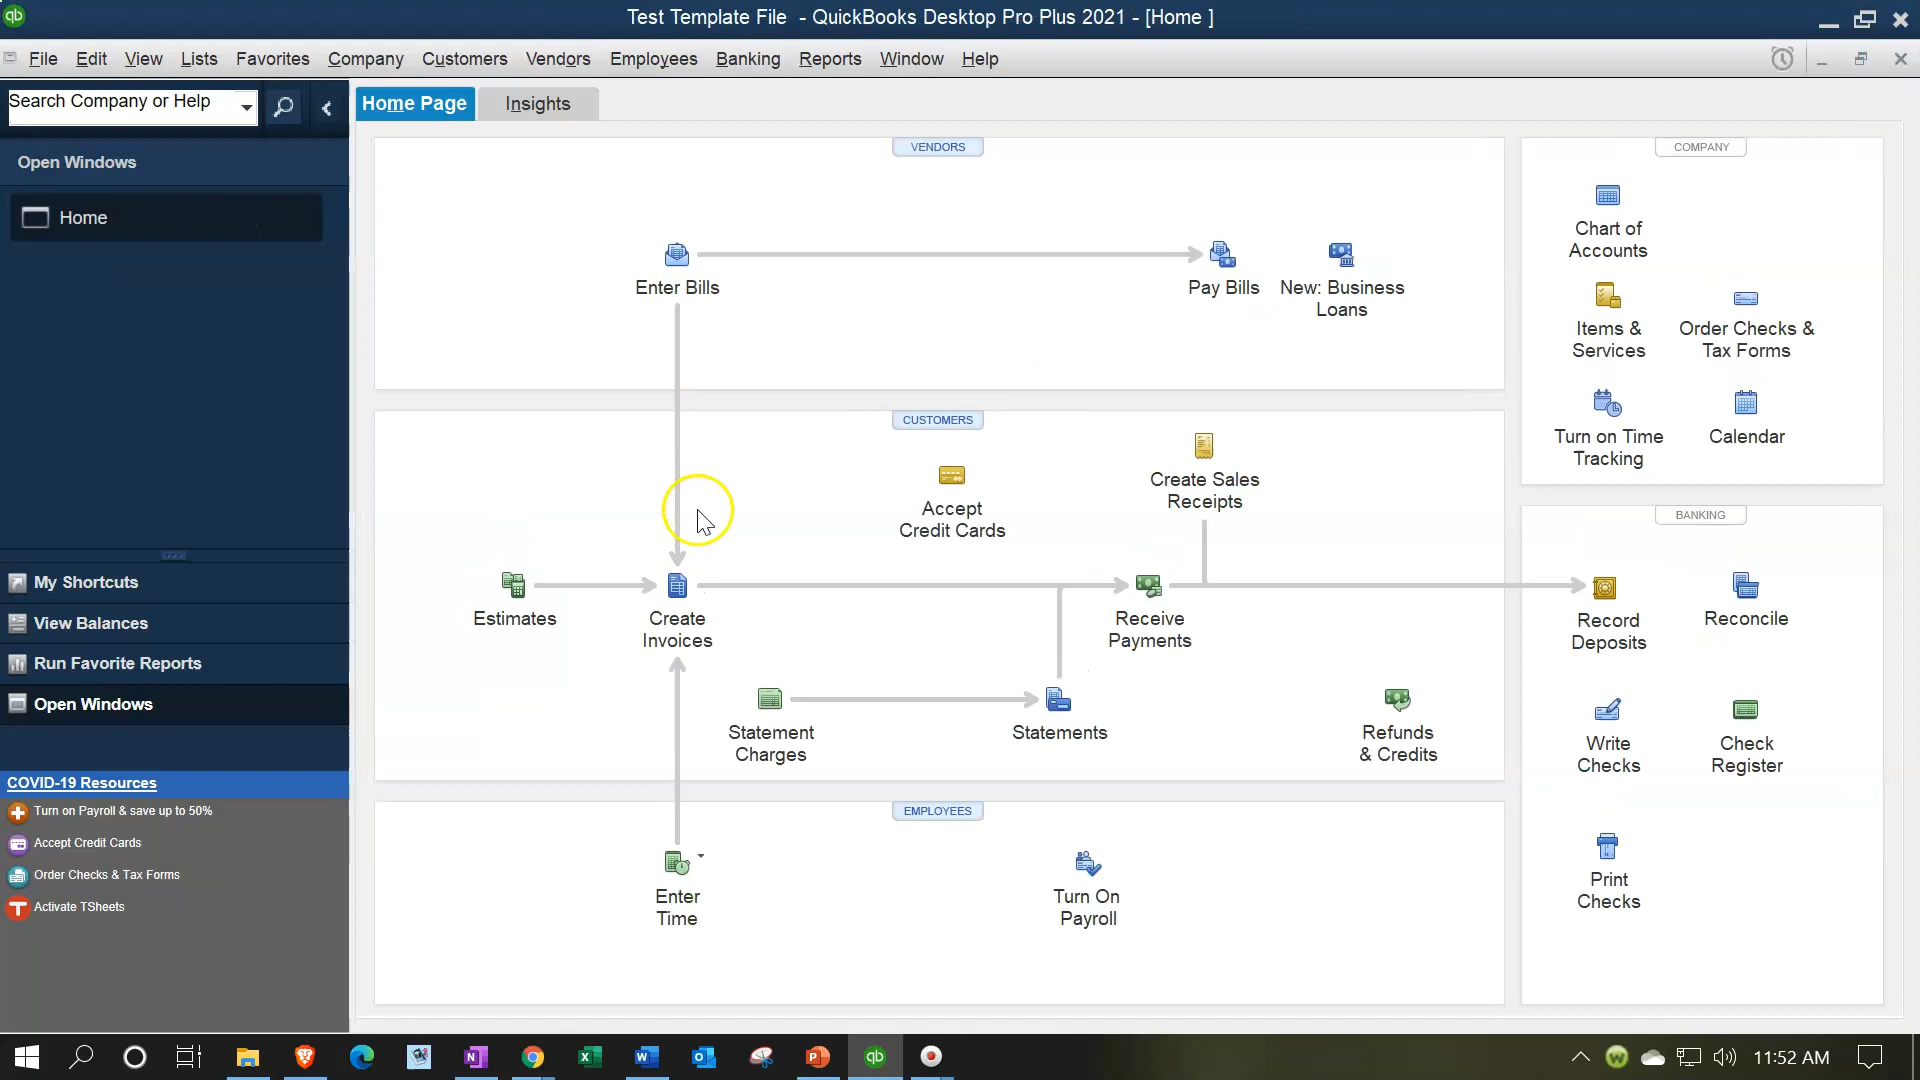 Test Template File - QuickBooks Desktop Pro Plus 2021 - [Home ]
File Edit View Lists Favorites Company Customers Vendors Employees Banking Reports Window Help
Search Company or Help
Home Page
Insights
Open Windows
Home
My Shortcuts
View Balances
Run Favorite Reports
Open Windows
COVID-19 Resources
Turn on Payroll & save up to 50%
Accept Credit Cards
Order Checks & Tax Forms
Activate TSheets
VENDORS
Enter Bills
Pay Bills
New: Business
Loans
CUSTOMERS
Accept
Credit Cards
Create Sales
Receipts
Estimates
Create
Invoices
Receive
Payments
Statement
Charges
Statements
Refunds
& Credits
EMPLOYEES
Enter
Time
Turn On
Payroll
COMPANY
Chart of
Accounts
Items &
Services
Order Checks &
Tax Forms
Turn on Time
Tracking
Calendar
BANKING
Record
Deposits
Reconcile
Write
Checks
Check
Register
Print
Checks
11:52 AM